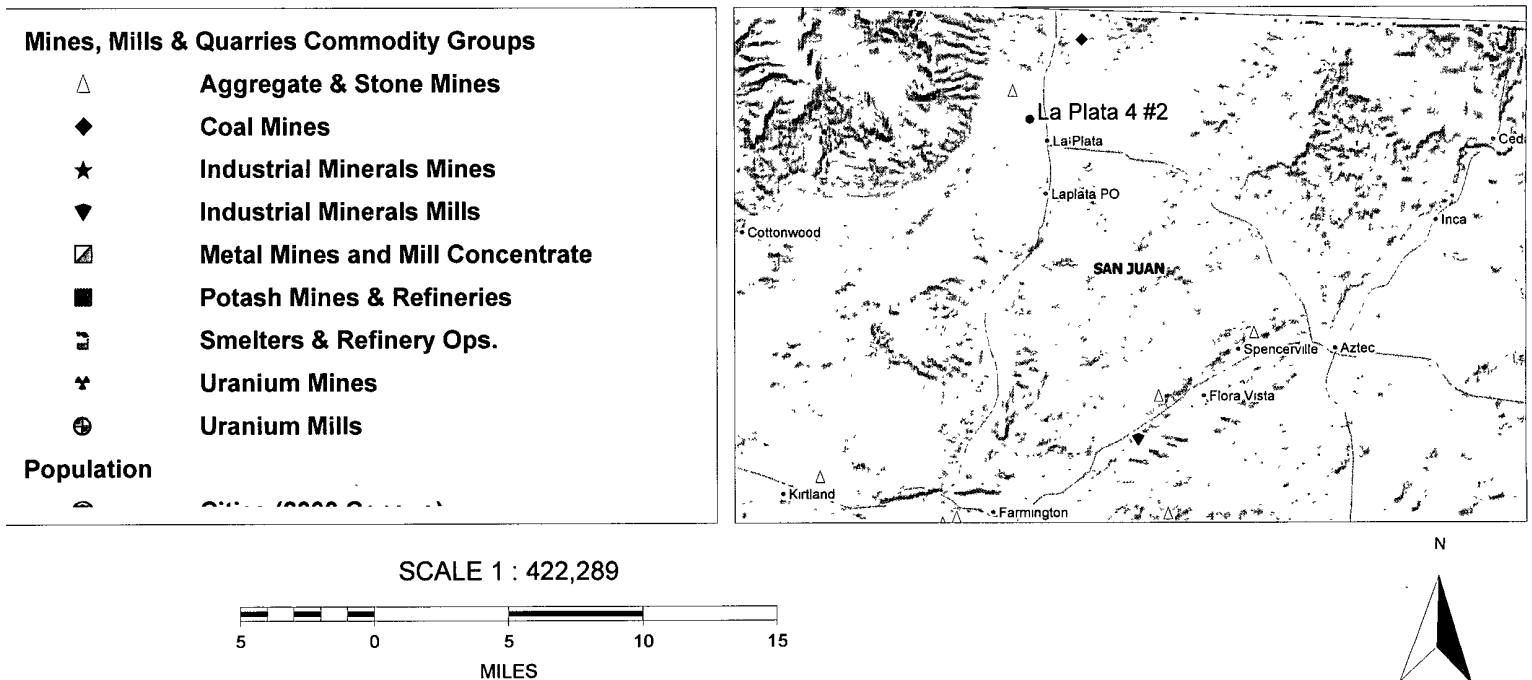 Mines, Mills & Quarries Commodity Groups
Aggregate & Stone Mines
Coal Mines
Industrial Minerals Mines
Industrial Minerals Mills
Metal Mines and Mill Concentrate
Potash Mines & Refineries
Smelters & Refinery Ops.
Uranium Mines
Uranium Mills
Population
La Plata 4 #2
La Plata
Laplata PO
Inca
Cottonwood
SAN JUAN
Spencerville
Aztec
Flora Vista
Kirtland
Farmington
SCALE 1 : 422,289
5 0 5 10 15
MILES
N